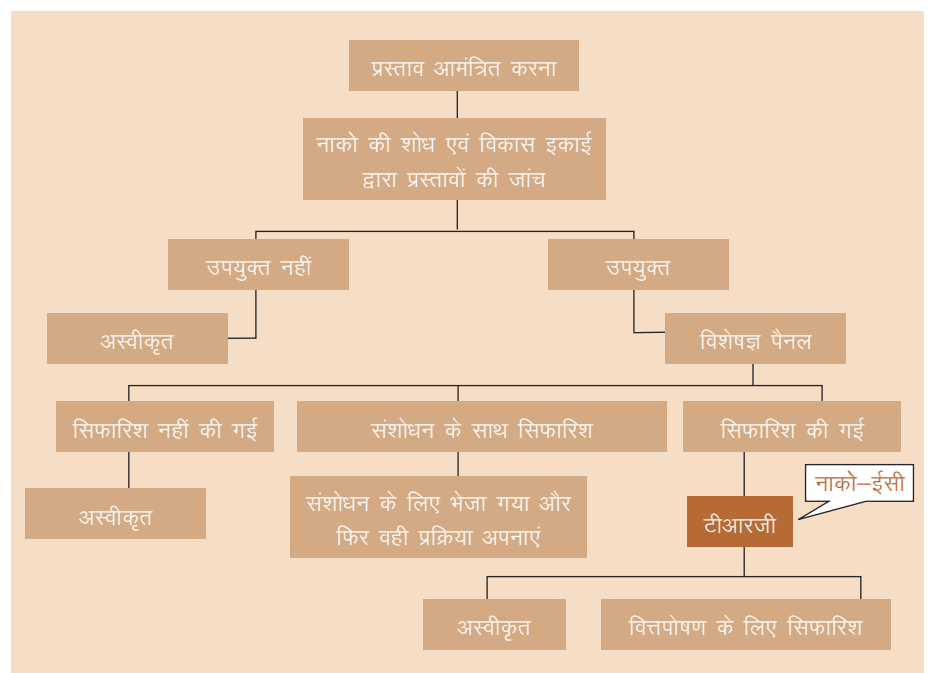 प्रस्ताव आमंत्रित करना
नाको की शोध एवं विकास इकाई
द्वारा प्रस्तावों की जांच
उपयुक्त नहीं
उपयुक्त
अस्वीकृत
विशेषज्ञ पैनल
सिफारिश नहीं की गई
संशोधन के साथ सिफारिश
सिफारिश की गई
नाको–ईसी
अस्वीकृत
संशोधन के लिए भेजा गया और
फिर वही प्रक्रिया अपनाएं
टीआरजी
अस्वीकृत
वित्तपोषण के लिए सिफारिश